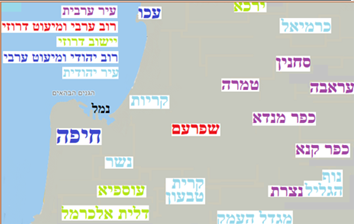 עיר ערבית
רוב ערבי ומיעוט דרוזי
יישוב דרוזי
רוב יהודי ומיעוט ערבי
עיר יהודית
עכו
ירכא
כרמיאל
סחנין
עראבה
טמרה
קריות
נמל
כפר מנדא
שפרעם
חיפה
כפר קנא
נשר
נוף
הגליל
נצרת
קרית
טבעון
עוספיא
דלית אלכרמל
מגדל העמק